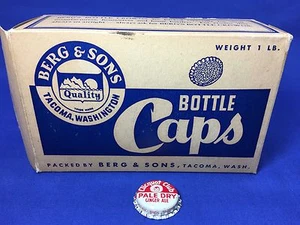 WEIGHT 1 LB.
BERG & SONS
Quality
TACOMA, WASHINGTON
BOTTLE
Caps
PACKED BY BERG & SONS, TACOMA, WASH.
PALE DRY
GINGER ALE